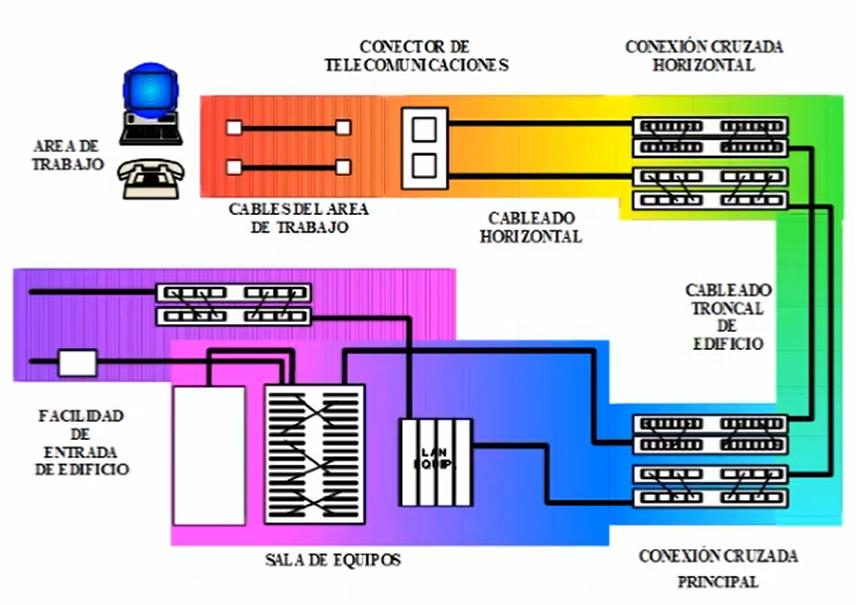 CONECTOR DE
TELECOMUNICACIONES
CONEXIÓN CRUZADA
HORIZONTAL
AREA DE
TRABAJO
CABLES DEL AREA
DE TRABAJO
CABLEADO
HORIZONTAL
CABLEADO
TRONCAL
DE
EDIFICIO
FACILIDAD
DE
ENTRADA
DE EDIFICIO
LAN
EQUIP.
SALA DE EQUIPOS
CONEXIÓN CRUZADA
PRINCIPAL